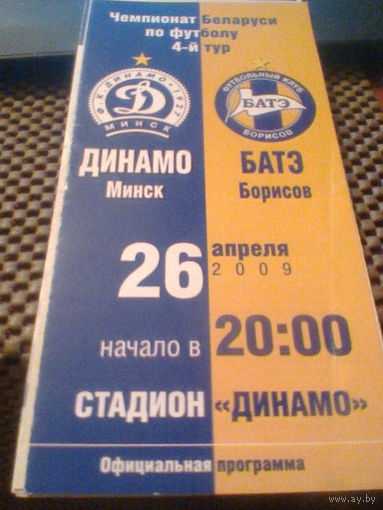 Чемпионат Беларуси
по футболу
4-й тур
Ф.К.ДИНАМО•1927
МИНСК
ФУТБОЛЬНЫЙ КЛУБ
БАТЭ
БОРИСОВ
ДИНАМО БАТЭ
Минск Борисов
26 апреля
2009
начало в 20:00
СТАДИОН «ДИНАМО»
Официальная программа
www.ay.by